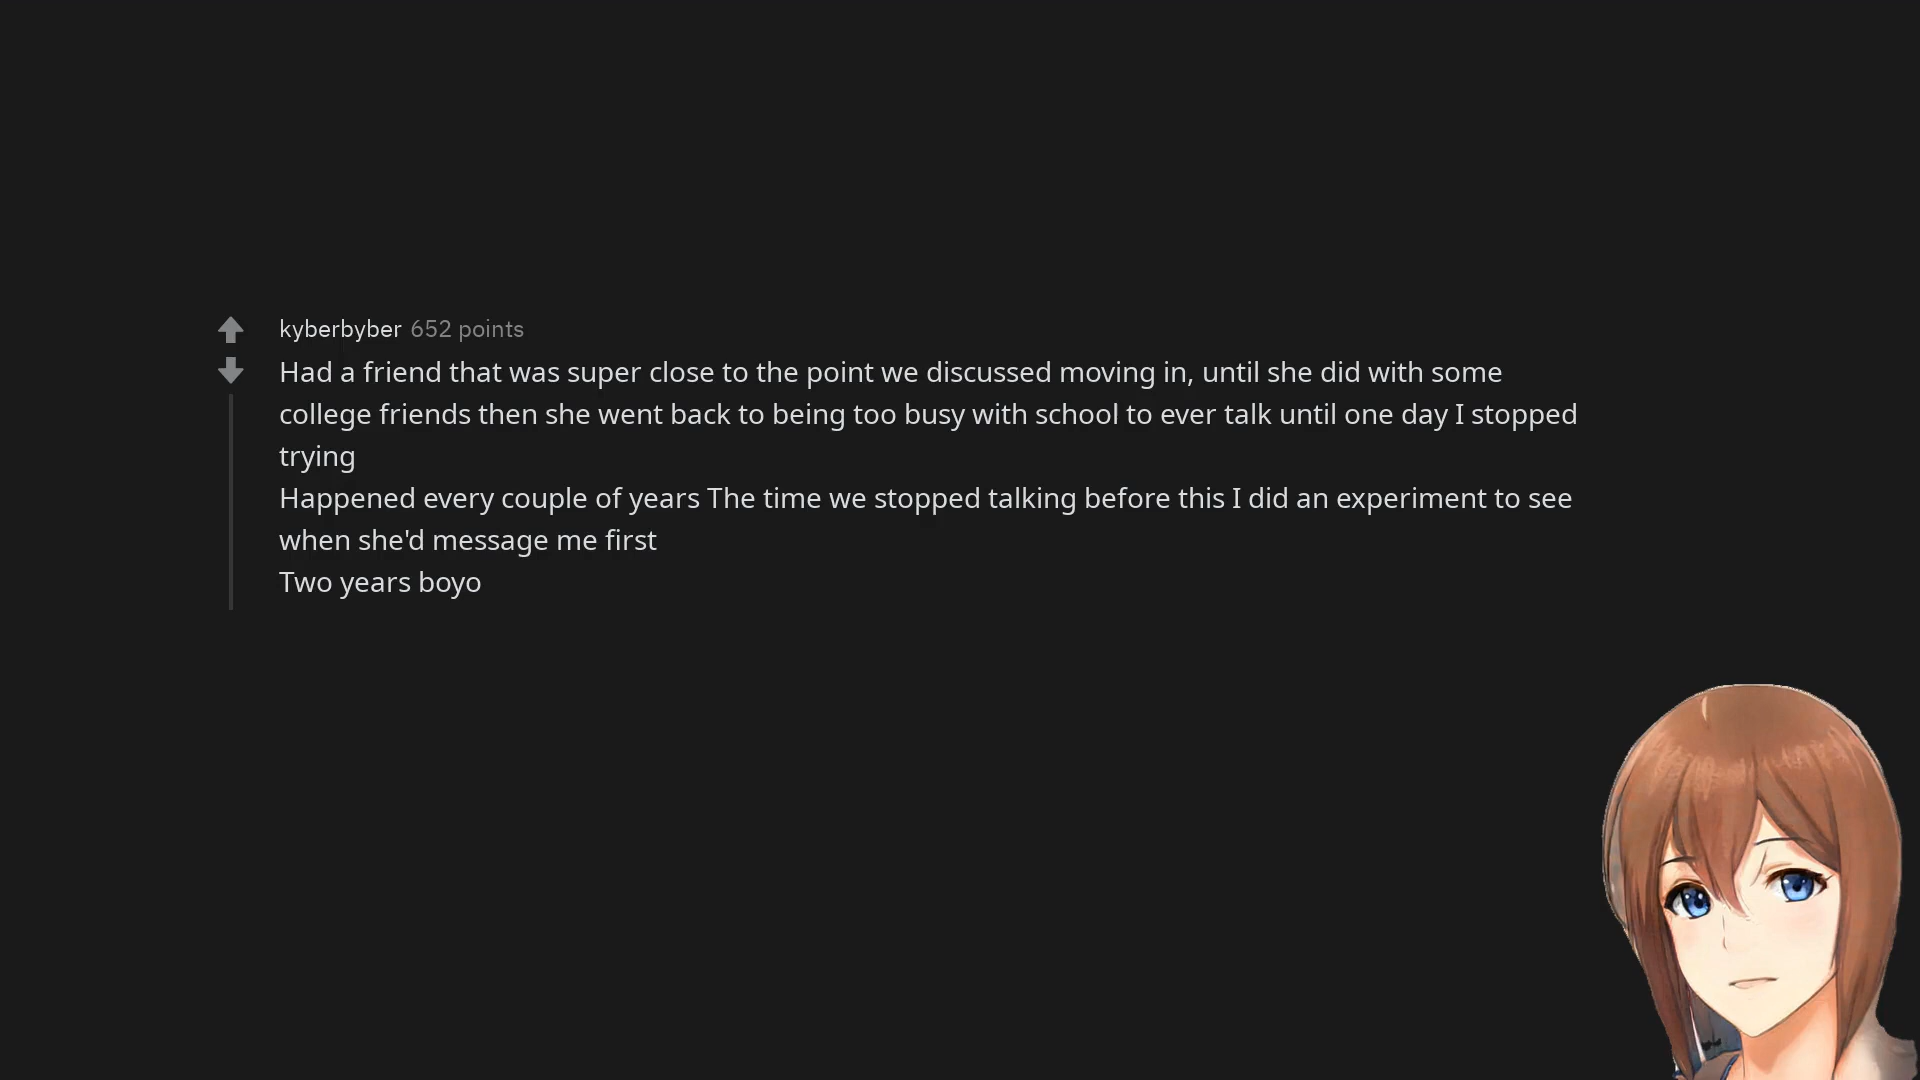 kyberbyber 652 points
Had a friend that was super close to the point we discussed moving in, until she did with some
college friends then she went back to being too busy with school to ever talk until one day I stopped
trying
Happened every couple of years The time we stopped talking before this I did an experiment to see
when she'd message me first
Two years boyo